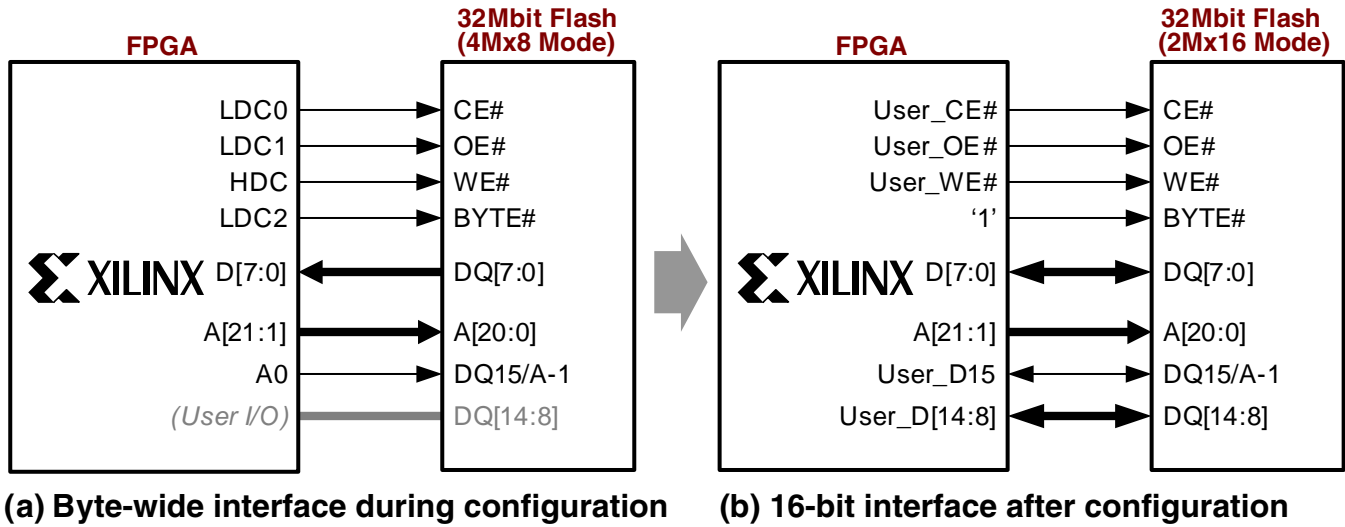 FPGA
32Mbit Flash
(4Mx8 Mode)
LDC0
CE#
LDC1
OE#
HDC
WE#
LDC2
BYTE#
XILINX
D[7:0]
DQ[7:0]
A[21:1]
A[20:0]
A0
DQ15/A-1
(User I/O)
DQ[14:8]
(a) Byte-wide interface during configuration
FPGA
32Mbit Flash
(2Mx16 Mode)
User_CE#
CE#
User_OE#
OE#
User_WE#
WE#
‘1’
BYTE#
XILINX
D[7:0]
DQ[7:0]
A[21:1]
A[20:0]
User_D15
DQ15/A-1
User_D[14:8]
DQ[14:8]
(b) 16-bit interface after configuration